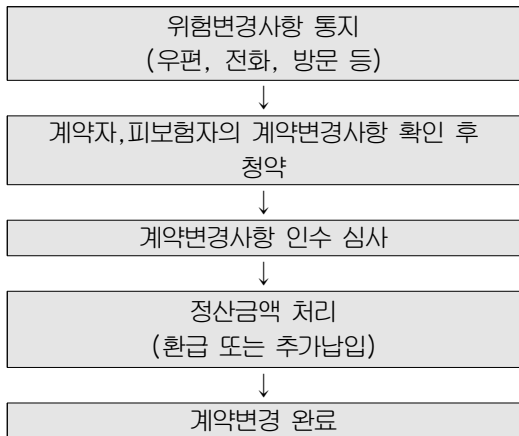 위험변경사항 통지
(우편, 전화, 방문 등)
↓
계약자,피보험자의 계약변경사항 확인 후
청약
↓
계약변경사항 인수 심사
↓
정산금액 처리
(환급 또는 추가납입)
↓
계약변경 완료